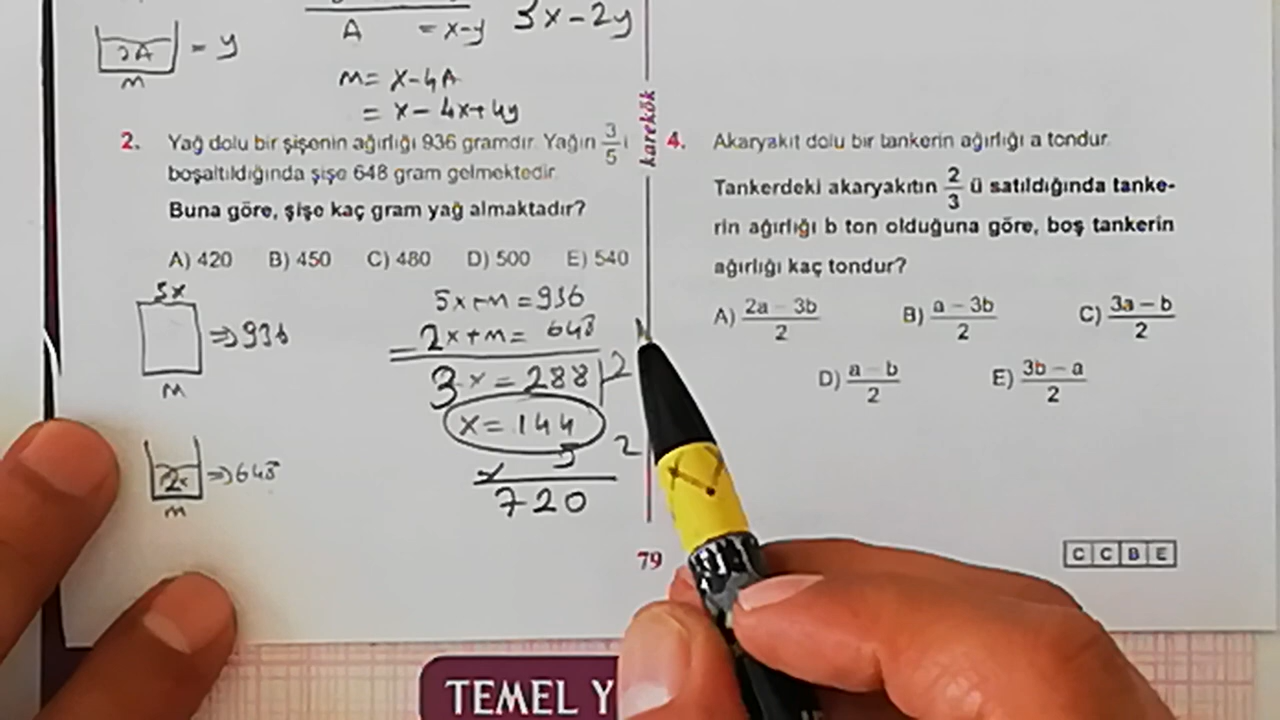 2A = y
M
A = x-y 3x-2y
M = x-4A
= x-4x+4y
2. Yağ dolu bir şişenin ağırlığı 936 gramdır. Yağın 3/5 i
boşaltıldığında şişe 648 gram gelmektedir.
Buna göre, şişe kaç gram yağ almaktadır?
A) 420 B) 450 C) 480 D) 500 E) 540
5x
⇒936
M
2x ⇒648
M
5x+M=936
2x+M=648
3x=288 2
x=144
x 5 2
720
karekök
4. Akaryakıt dolu bir tankerin ağırlığı a tondur.
Tankerdeki akaryakıtın 2/3 ü satıldığında tanke-
rin ağırlığı b ton olduğuna göre, boş tankerin
ağırlığı kaç tondur?
A) 2a - 3b/2 B) a - 3b/2 C) 3a - b/2
D) a - b/2 E) 3b - a/2
79
C C B E
TEMEL Y